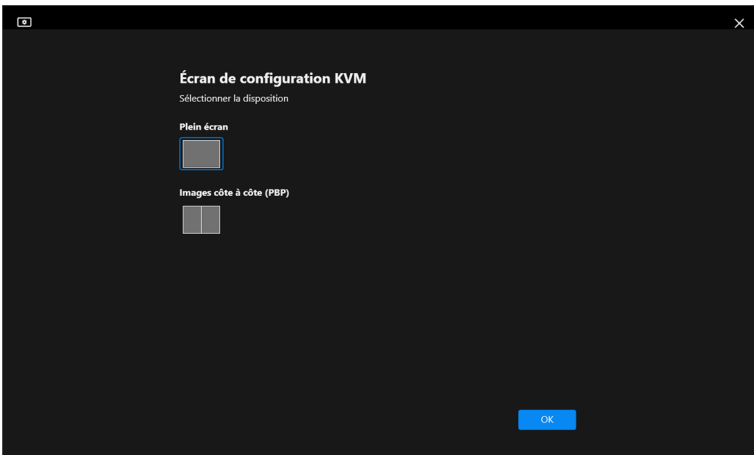 Écran de configuration KVM
Sélectionner la disposition
Plein écran
Images côte à côte (PBP)
OK